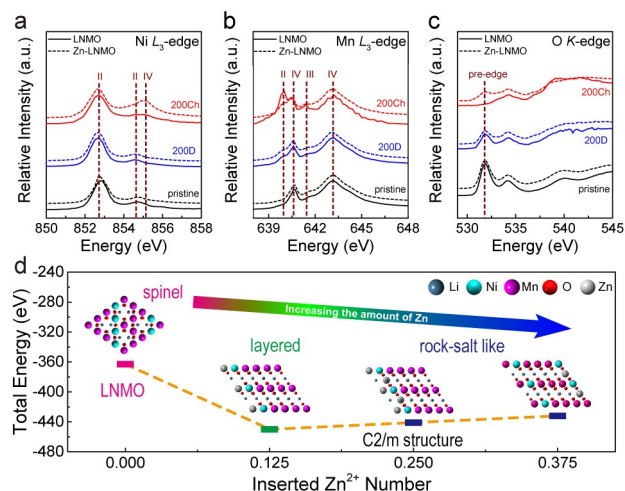 a
LNMO
Zn-LNMO
Ni L3-edge
II
II IV
200Ch
200D
pristine
Relative Intensity (a.u.)
850 852 854 856 858
Energy (eV)
b
LNMO
Zn-LNMO
Mn L3-edge
II IV III IV
200Ch
200D
pristine
Relative Intensity (a.u.)
639 642 645 648
Energy (eV)
c
LNMO
Zn-LNMO
O K-edge
pre-edge
200Ch
200D
pristine
Relative Intensity (a.u.)
530 535 540 545
Energy (eV)
d
Total Energy (eV)
-240
-280
-320
-360
-400
-440
-480
spinel
Increasing the amount of Zn
Li Ni Mn O Zn
layered
rock-salt like
LNMO
C2/m structure
0.000 0.125 0.250 0.375
Inserted Zn²⁺ Number